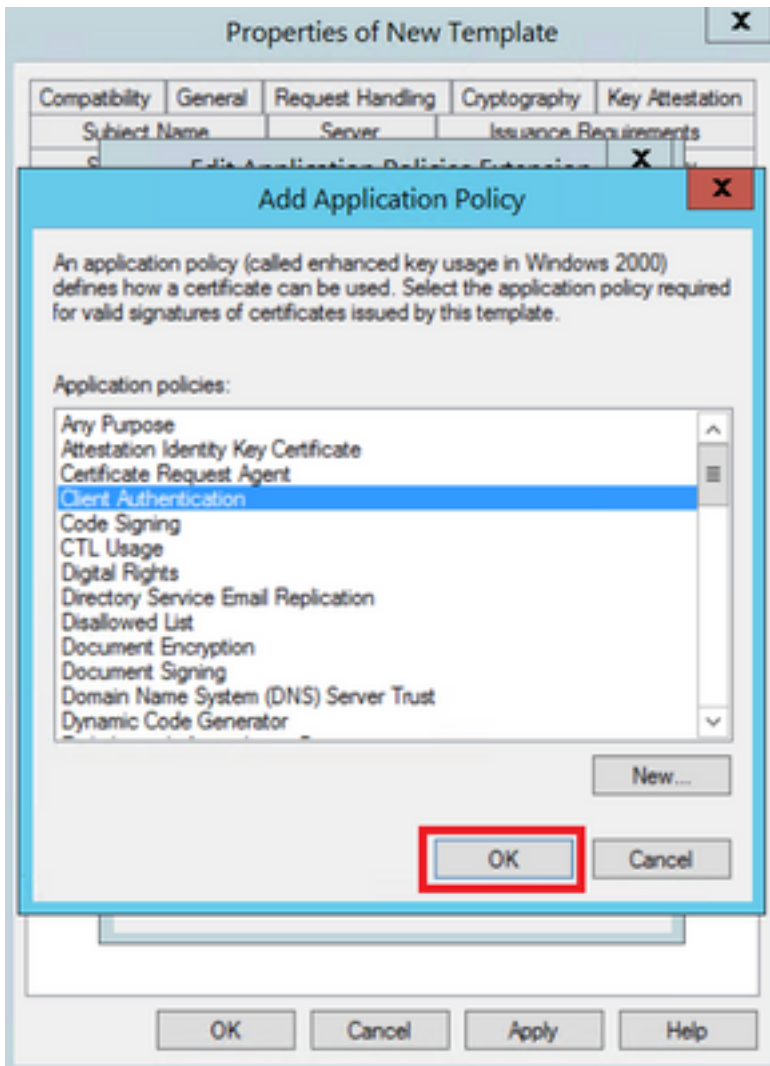 Properties of New Template
x
Compatibility General Request Handling Cryptography Key Attestation
Subject Name Server Issuance Requirements
Edit Application Policies Extension x
Add Application Policy x
An application policy (called enhanced key usage in Windows 2000)
defines how a certificate can be used. Select the application policy required
for valid signatures of certificates issued by this template.
Application policies:
Any Purpose
Attestation Identity Key Certificate
Certificate Request Agent
Client Authentication
Code Signing
CTL Usage
Digital Rights
Directory Service Email Replication
Disallowed List
Document Encryption
Document Signing
Domain Name System (DNS) Server Trust
Dynamic Code Generator
New...
OK Cancel
OK Cancel Apply Help